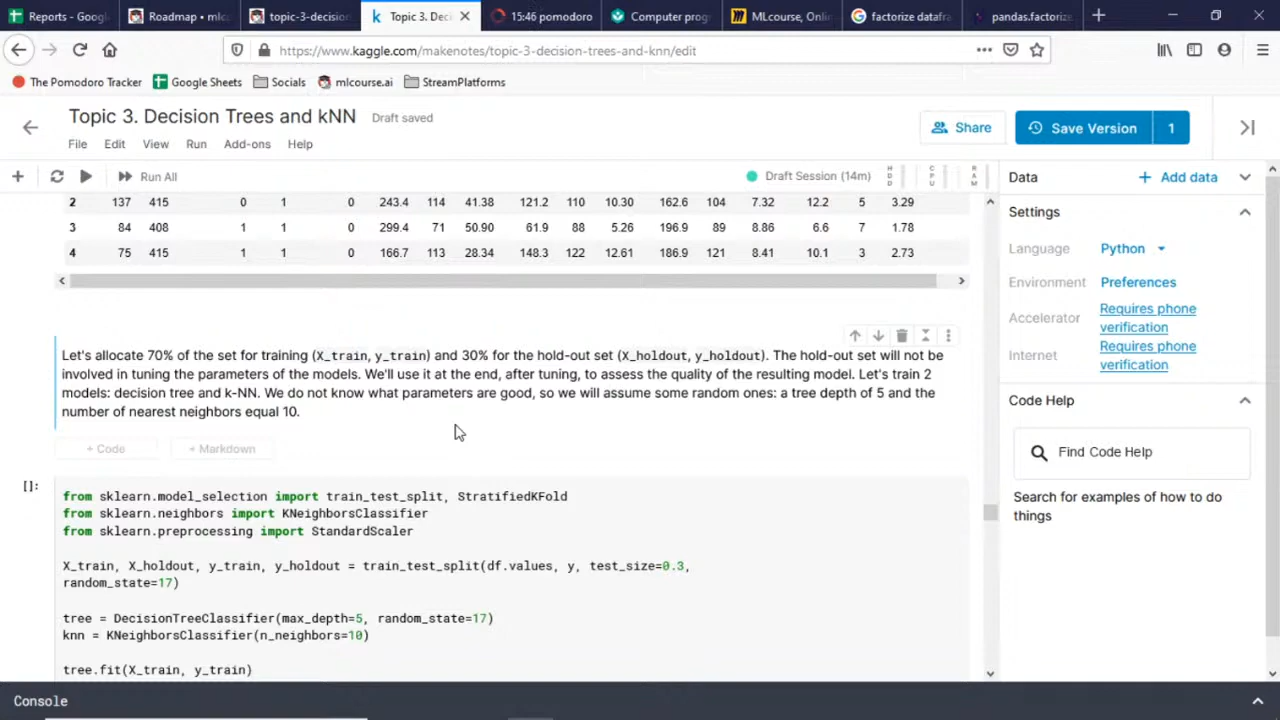 Reports - Goog
Roadmap • mlco
topic-3-decision
Topic 3. Deci
15:46 pomodoro
Computer prog
MLcourse, Onli
factorize datafra
pandas.factorize
https://www.kaggle.com/makenotes/topic-3-decision-trees-and-knn/edit
The Pomodoro Tracker
Google Sheets
Socials
mlcourse.ai
StreamPlatforms
Topic 3. Decision Trees and kNN
Draft saved
Share
Save Version
1
File Edit View Run Add-ons Help
Run All
Draft Session (14m)
HDD
CPU
RAM
2 137 415 0 1 0 243.4 114 41.38 121.2 110 10.30 162.6 104 7.32 12.2 5 3.29
3 84 408 1 1 0 299.4 71 50.90 61.9 88 5.26 196.9 89 8.86 6.6 7 1.78
4 75 415 1 1 0 166.7 113 28.34 148.3 122 12.61 186.9 121 8.41 10.1 3 2.73
Let's allocate 70% of the set for training (X_train, y_train) and 30% for the hold-out set (X_holdout, y_holdout). The hold-out set will not be
involved in tuning the parameters of the models. We'll use it at the end, after tuning, to assess the quality of the resulting model. Let's train 2
models: decision tree and k-NN. We do not know what parameters are good, so we will assume some random ones: a tree depth of 5 and the
number of nearest neighbors equal 10.
+ Code
+ Markdown
[]:
from sklearn.model_selection import train_test_split, StratifiedKFold
from sklearn.neighbors import KNeighborsClassifier
from sklearn.preprocessing import StandardScaler
X_train, X_holdout, y_train, y_holdout = train_test_split(df.values, y, test_size=0.3,
random_state=17)
tree = DecisionTreeClassifier(max_depth=5, random_state=17)
knn = KNeighborsClassifier(n_neighbors=10)
tree.fit(X_train, y_train)
Data
+ Add data
Settings
Language Python
Environment Preferences
Accelerator Requires phone
verification
Internet Requires phone
verification
Code Help
Find Code Help
Search for examples of how to do
things
Console